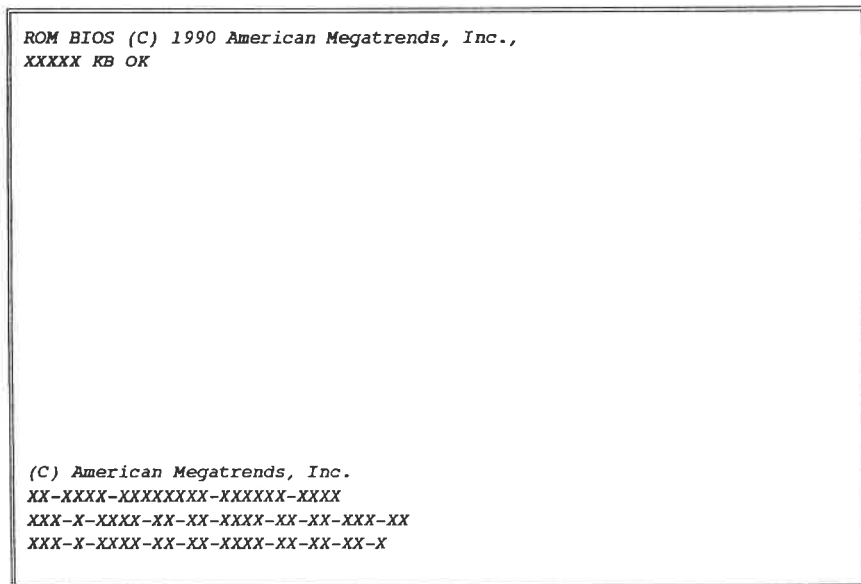 ROM BIOS (C) 1990 American Megatrends, Inc.,
XXXXX KB OK
(C) American Megatrends, Inc.
XX-XXXX-XXXXXXXX-XXXXXX-XXXX
XXX-X-XXXX-XX-XX-XXXX-XX-XX-XXX-XX
XXX-X-XXXX-XX-XX-XXXX-XX-XX-XX-X